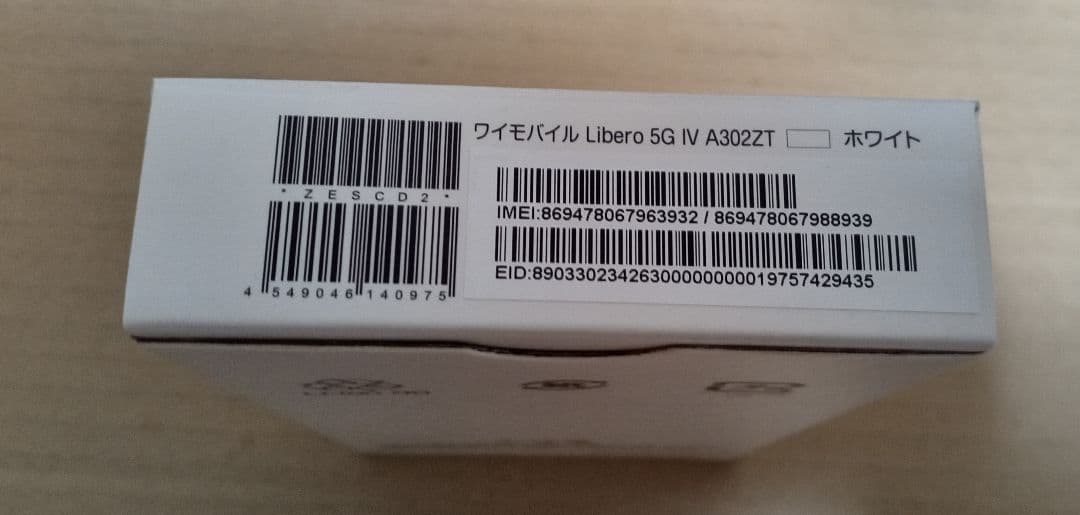 ワイモバイル Libero 5G IV A302ZT ホワイト
*ZESCD2*
4 549046 140975
IMEI:869478067963932 / 869478067988939
EID:89033023426300000000019757429435